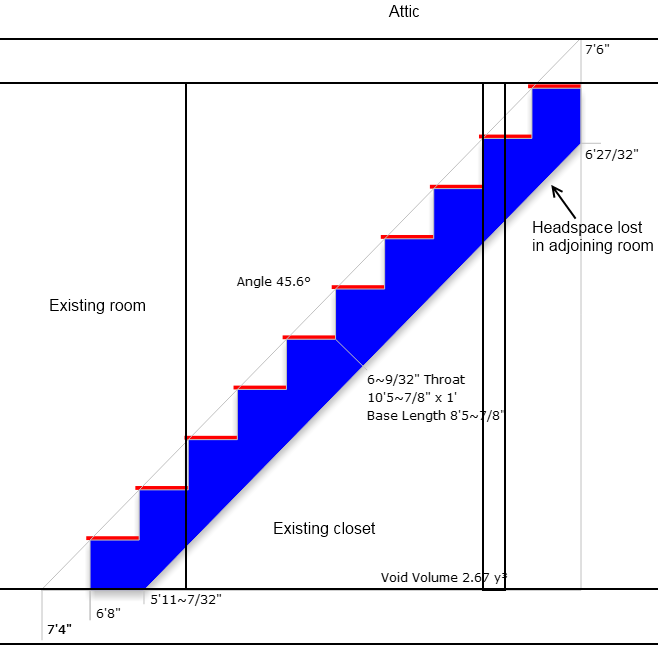 Attic
7'6"
6'27/32"
Headspace lost
in adjoining room
Angle 45.6º
Existing room
6~9/32" Throat
10'5~7/8" x 1'
Base Length 8'5~7/8"
Existing closet
Void Volume 2.67 y³
5'11~7/32"
6'8"
7'4"